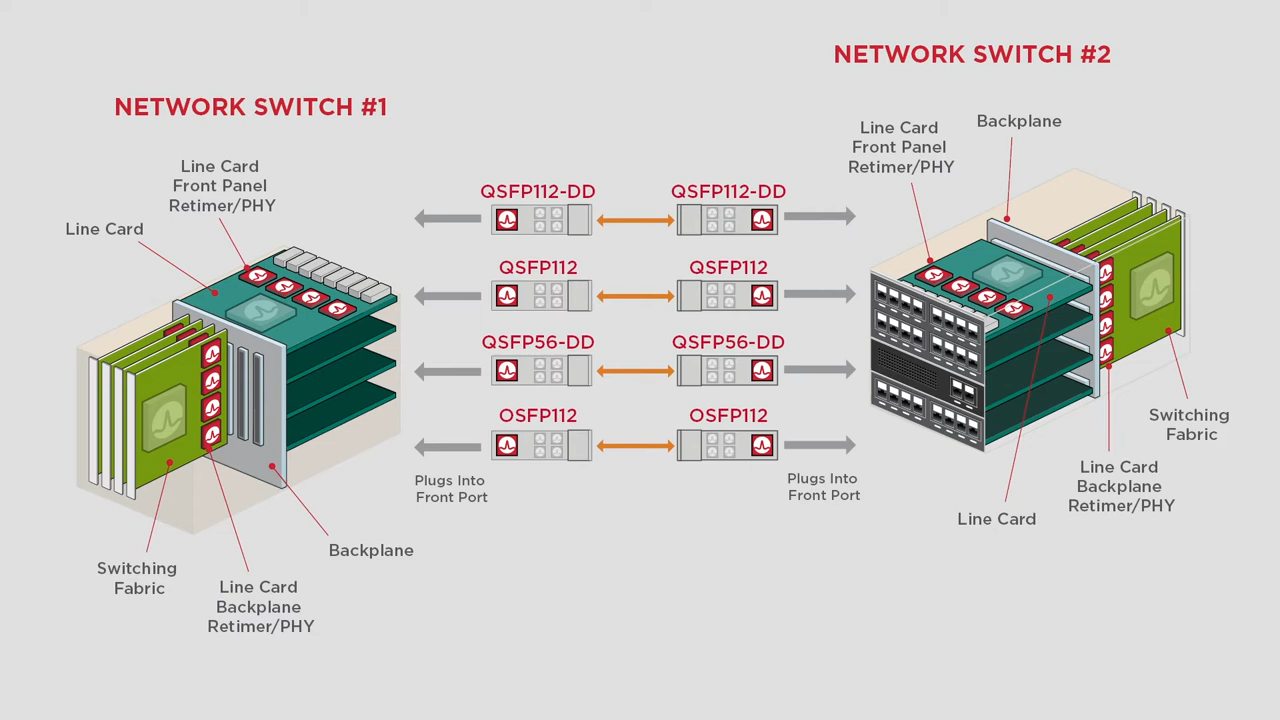 NETWORK SWITCH #1
Line Card
Front Panel
Retimer/PHY
Line Card
Switching
Fabric
Line Card
Backplane
Retimer/PHY
Backplane
QSFP112-DD
QSFP112-DD
QSFP112
QSFP112
QSFP56-DD
QSFP56-DD
OSFP112
OSFP112
Plugs Into
Front Port
Plugs Into
Front Port
NETWORK SWITCH #2
Line Card
Front Panel
Retimer/PHY
Backplane
Switching
Fabric
Line Card
Backplane
Retimer/PHY
Line Card